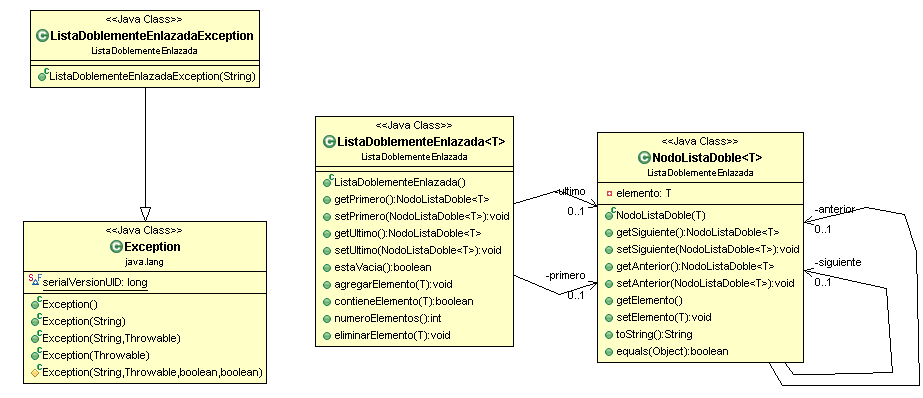 <<Java Class>>
ListaDoblementeEnlazadaException
ListaDoblementeEnlazada
ListaDoblementeEnlazadaException(String)
<<Java Class>>
Exception
java.lang
serialVersionUID: long
Exception()
Exception(String)
Exception(String,Throwable)
Exception(Throwable)
Exception(String,Throwable,boolean,boolean)
<<Java Class>>
ListaDoblementeEnlazada<T>
ListaDoblementeEnlazada
ListaDoblementeEnlazada()
getPrimero():NodoListaDoble<T>
setPrimero(NodoListaDoble<T>):void
getUltimo():NodoListaDoble<T>
setUltimo(NodoListaDoble<T>):void
estaVacia():boolean
agregarElemento(T):void
contieneElemento(T):boolean
numeroElementos():int
eliminarElemento(T):void
-ultimo
0..1
-primero
0..1
<<Java Class>>
NodoListaDoble<T>
ListaDoblementeEnlazada
elemento: T
NodoListaDoble(T)
getSiguiente():NodoListaDoble<T>
setSiguiente(NodoListaDoble<T>):void
getAnterior():NodoListaDoble<T>
setAnterior(NodoListaDoble<T>):void
getElemento()
setElemento(T):void
toString():String
equals(Object):boolean
-anterior
0..1
-siguiente
0..1